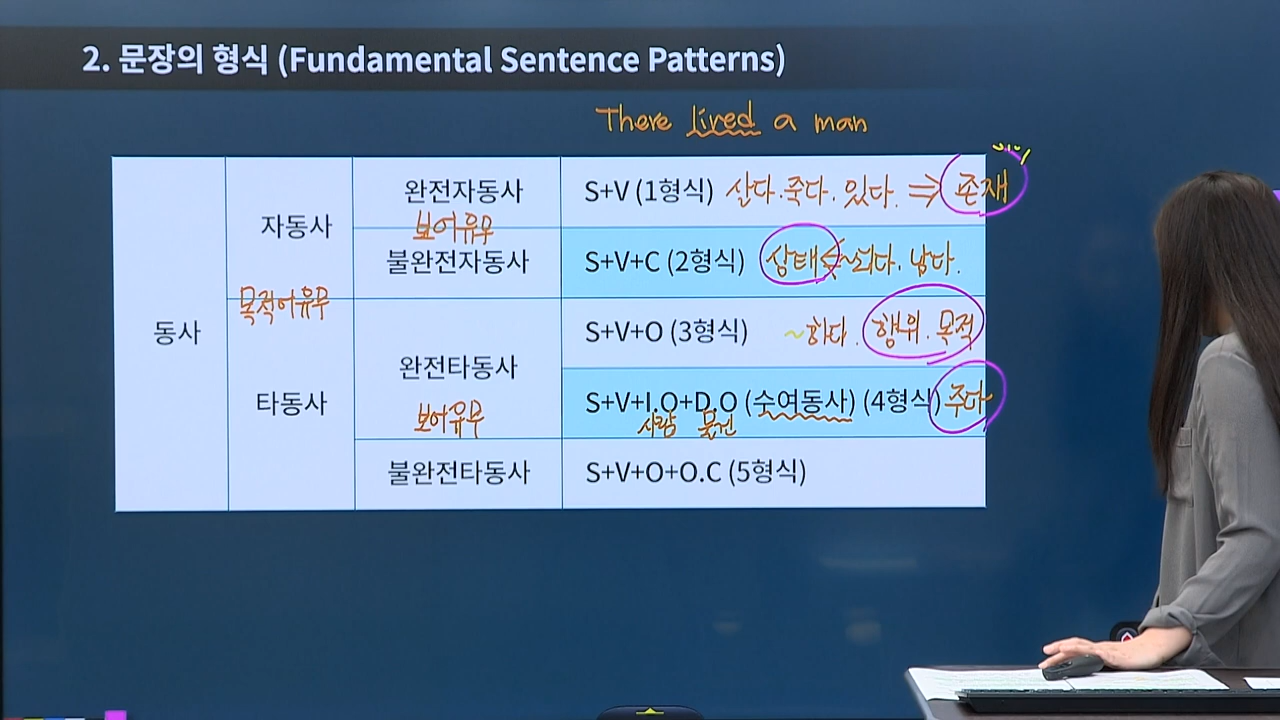 2. 문장의 형식 (Fundamental Sentence Patterns)
There lived a man
동사
자동사
목적어유무
타동사
완전자동사
보어유무
불완전자동사
완전타동사
보어유무
불완전타동사
S+V (1형식) 산다.죽다.있다. ⇒ 존재
S+V+C (2형식) 상태 ⇐ ~되다.남다.
S+V+O (3형식) ~하다. 행위.목적
S+V+I.O+D.O (수여동사) (4형식) 주다
사람 물건
S+V+O+O.C (5형식)